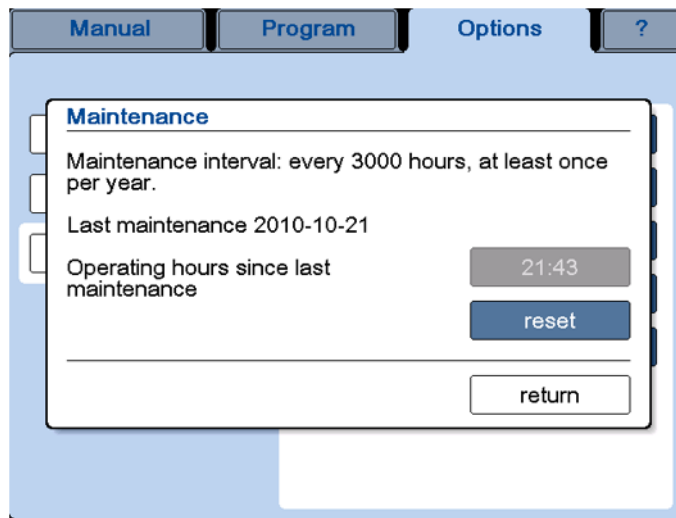 Manual Program Options ?
Maintenance
Maintenance interval: every 3000 hours, at least once
per year.
Last maintenance 2010-10-21
Operating hours since last
maintenance
21:43
reset
return